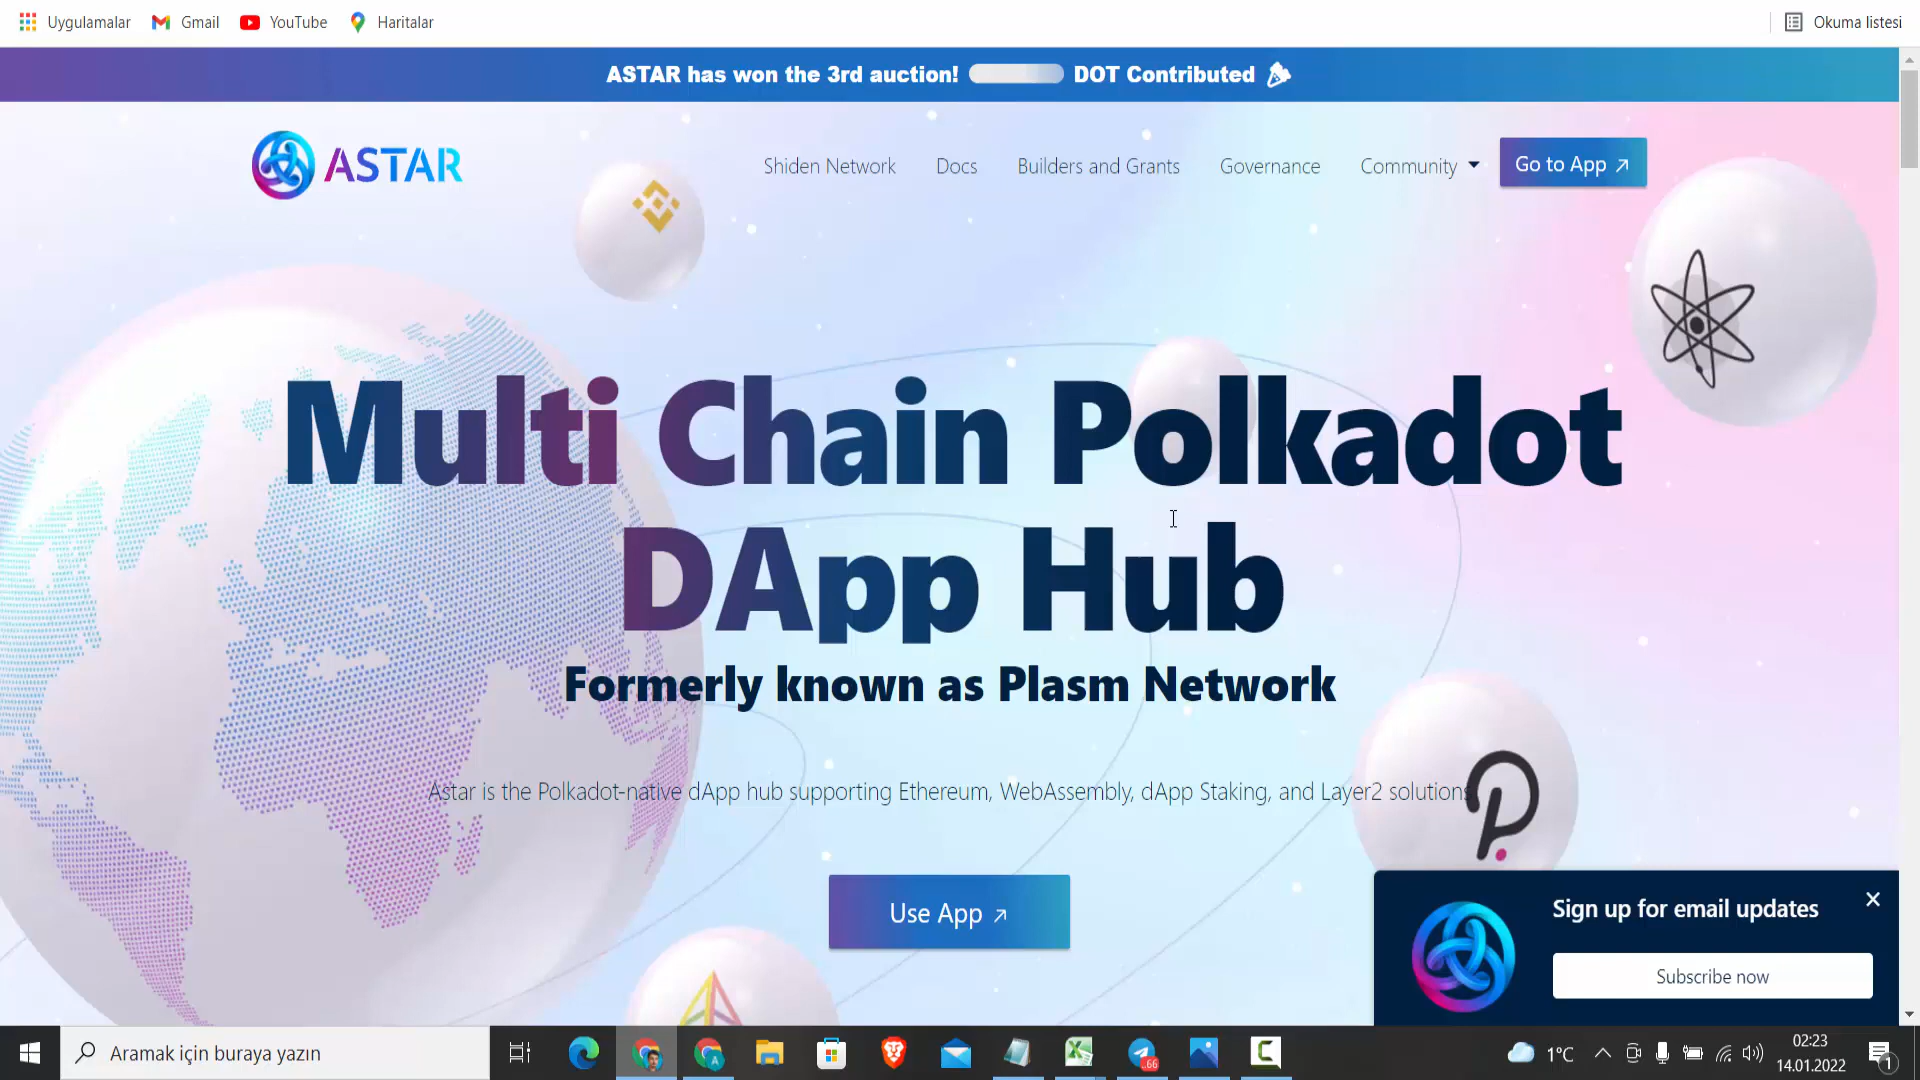 Uygulamalar Gmail YouTube Haritalar Okuma listesi
ASTAR has won the 3rd auction! DOT Contributed
ASTAR Shiden Network Docs Builders and Grants Governance Community Go to App
Multi Chain Polkadot
DApp Hub
Formerly known as Plasm Network
Astar is the Polkadot-native dApp hub supporting Ethereum, WebAssembly, dApp Staking, and Layer2 solutions
Use App
Sign up for email updates
Subscribe now
Aramak için buraya yazın
A
66
1°C
02:23
14.01.2022
1